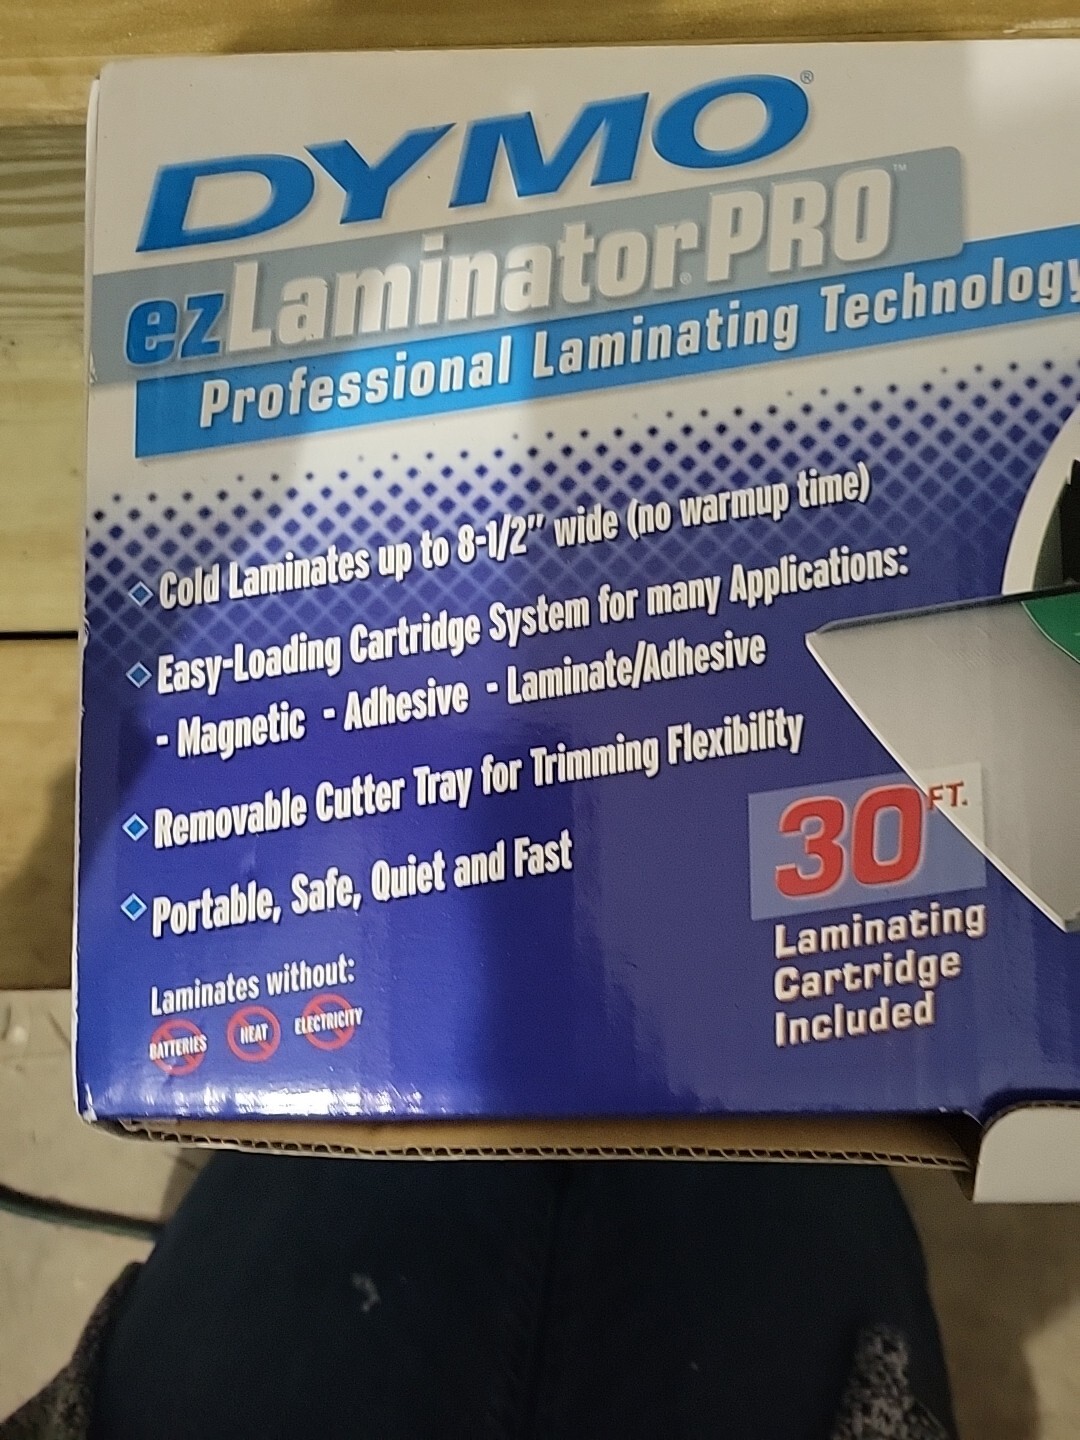 DYMO®
ezLaminator®PRO™
Professional Laminating Technology
Cold Laminates up to 8-1/2" wide (no warmup time)
Easy-Loading Cartridge System for many Applications:
- Magnetic - Adhesive - Laminate/Adhesive
Removable Cutter Tray for Trimming Flexibility
Portable, Safe, Quiet and Fast
Laminates without:
BATTERIES HEAT ELECTRICITY
30 FT.
Laminating
Cartridge
Included